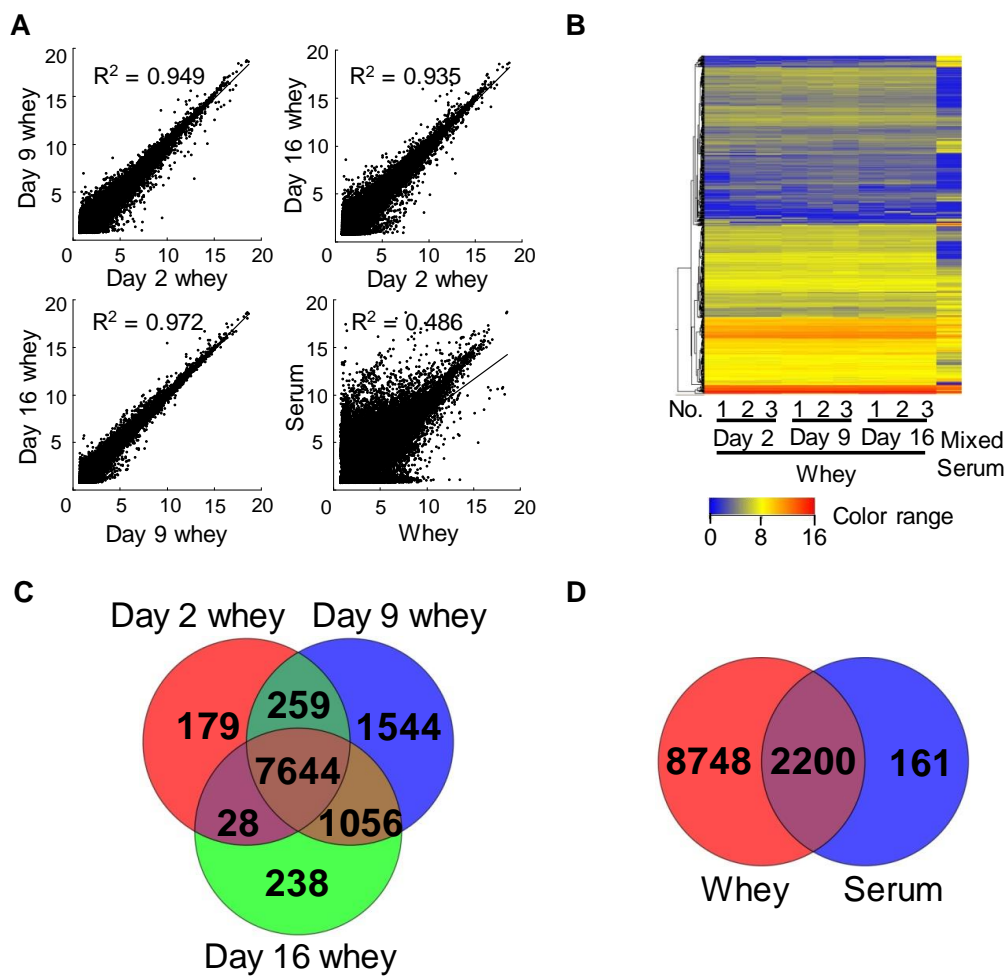 A
20
15
10
5
0 5 10 15 20
R² = 0.949
Day 9 whey
Day 2 whey
20
15
10
5
0 5 10 15 20
R² = 0.935
Day 16 whey
Day 2 whey
20
15
10
5
0 5 10 15 20
R² = 0.972
Day 16 whey
Day 9 whey
20
15
10
5
0 5 10 15 20
R² = 0.486
Serum
Whey
B
No. 1 2 3 1 2 3 1 2 3
Day 2 Day 9 Day 16
Whey
Mixed
Serum
Color range
0 8 16
C
Day 2 whey Day 9 whey
259
179 1544
7644
28 1056
238
Day 16 whey
D
8748 2200 161
Whey Serum